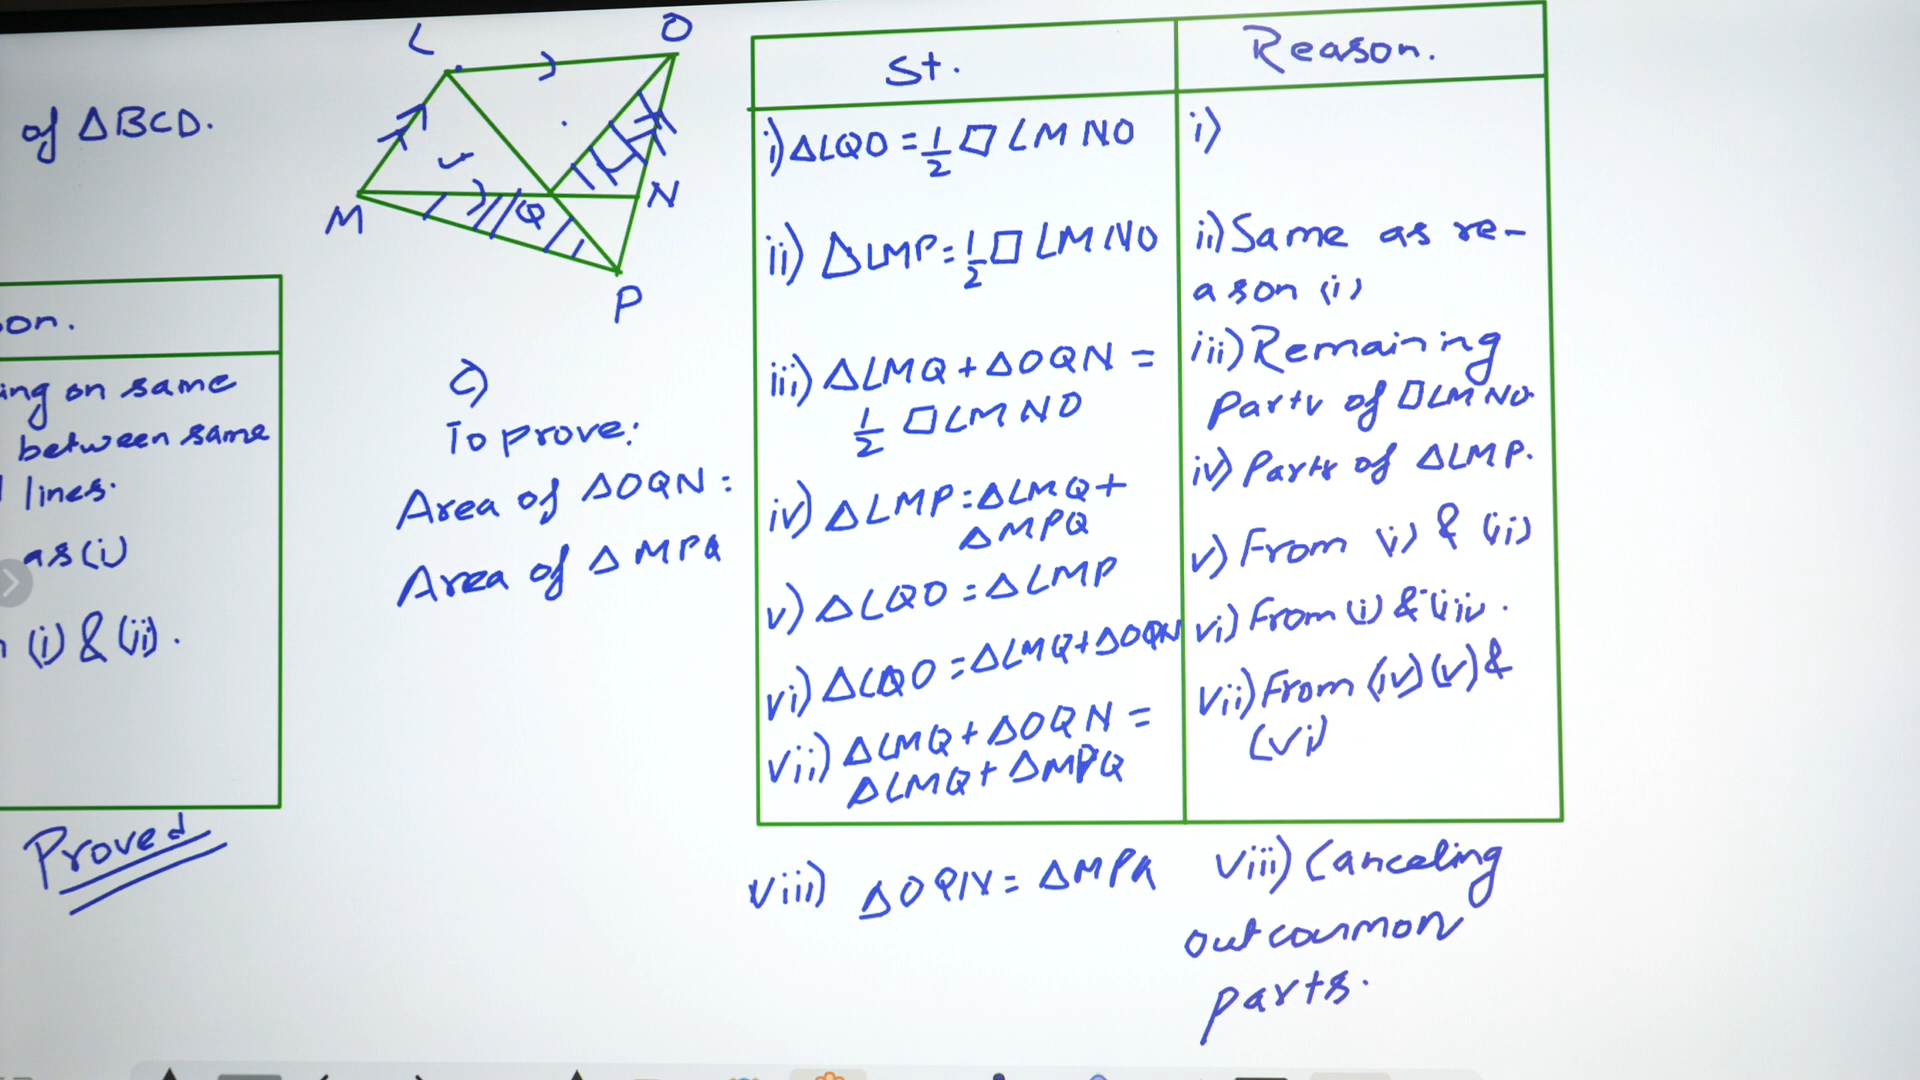 of ΔBCD.
on.
ing on same
between same
lines.
as (i)
(i) & (ii).
Proved
L
O
M
Q
N
P
c)
To prove:
Area of ΔOQN =
Area of Δ MPQ
St.
Reason.
i) ΔLQO = 1/2 ▱ LMNO
i)
ii) ΔLMP = 1/2 ▱ LMNO
ii) Same as re-
ason (i)
iii) ΔLMQ + ΔOQN =
1/2 ▱ LMNO
iii) Remaining
parts of ▱LMNO.
iv) ΔLMP = ΔLMQ +
ΔMPQ
iv) Parts of ΔLMP.
v) ΔLQO = ΔLMP
v) From (i) & (ii)
vi) ΔLQO = ΔLMQ + ΔOQN
vi) From (i) & (iii).
vii) ΔLMQ + ΔOQN =
ΔLMQ + ΔMPQ
vii) From (iv) (v) &
(vi)
viii) ΔOQN = ΔMPQ
viii) Canceling
out common
parts.